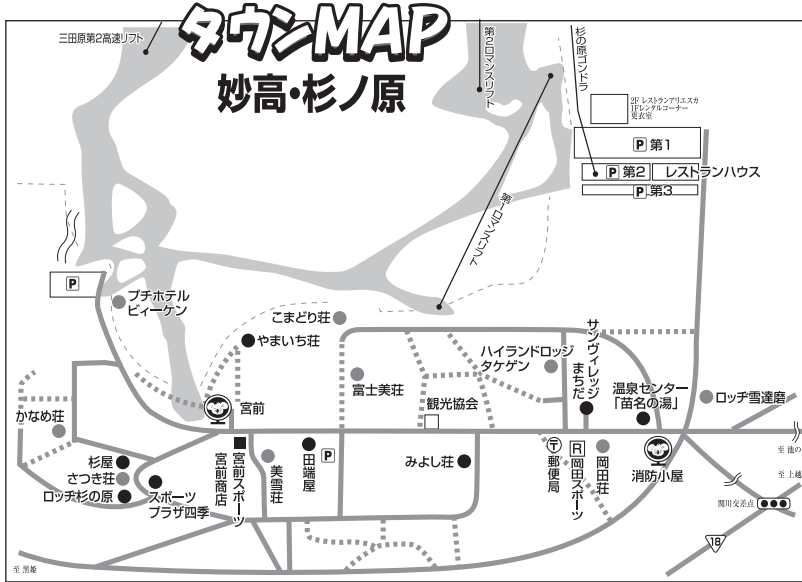 タウンMAP
妙高・杉ノ原
三田原第2高速リフト
第2ロマンスリフト
杉の原ゴンドラ
2F レストランアリエスカ
1Fレンタルコーナー
更衣室
P 第1
P 第2
レストランハウス
P 第3
第1ロマンスリフト
P
プチホテル
ビィーケン
こまどり荘
やまいち荘
富士美荘
ハイランドロッジ
タケゲン
サンヴィレッジ
まちだ
温泉センター
「苗名の湯」
ロッヂ雪達磨
観光協会
かなめ荘
宮前
杉屋
さつき荘
ロッヂ杉の原
スポーツ
プラザ四季
宮前スポーツ
宮前商店
美雪荘
田端屋
P
みよし荘
〒
郵便局
R
岡田スポーツ
岡田荘
消防小屋
至 池の
至 上越
関川交差点
18
至 黒姫